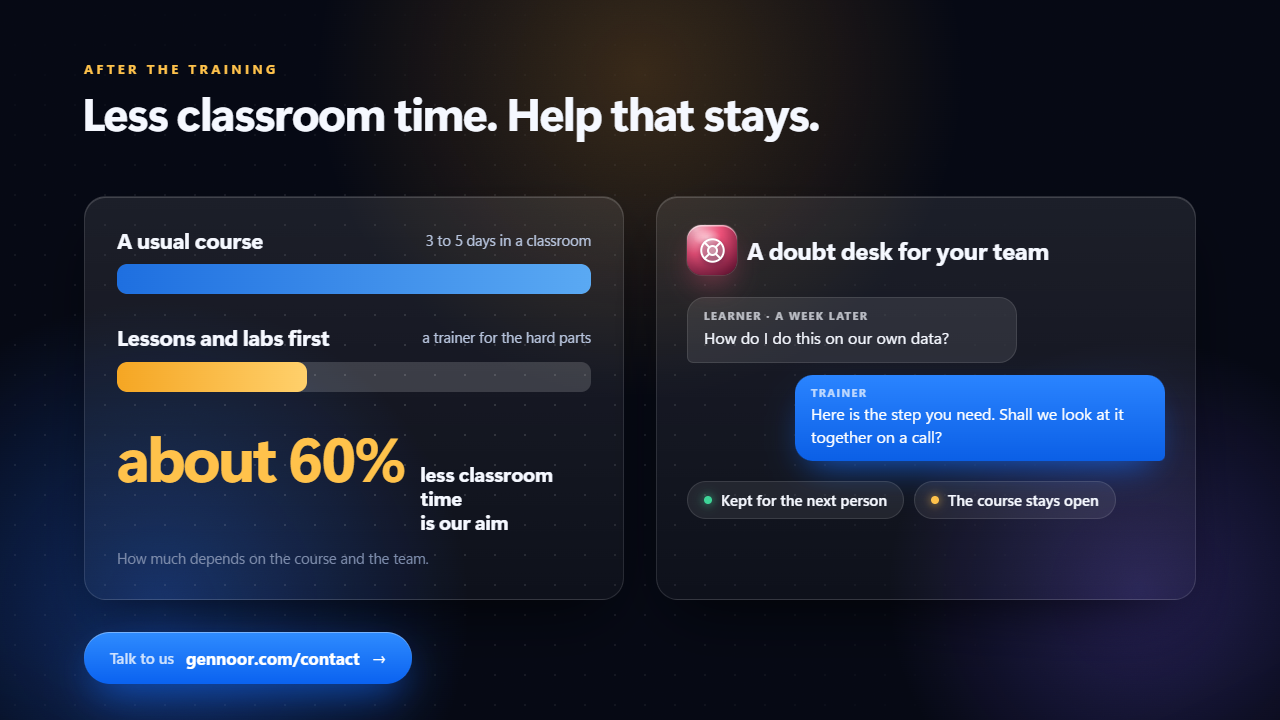 AFTER THE TRAINING
Less classroom time. Help that stays.
A usual course
3 to 5 days in a classroom
Lessons and labs first
a trainer for the hard parts
about 60%
less classroom
time
is our aim
How much depends on the course and the team.
A doubt desk for your team
LEARNER · A WEEK LATER
How do I do this on our own data?
TRAINER
Here is the step you need. Shall we look at it
together on a call?
Kept for the next person
The course stays open
Talk to us gennoor.com/contact →